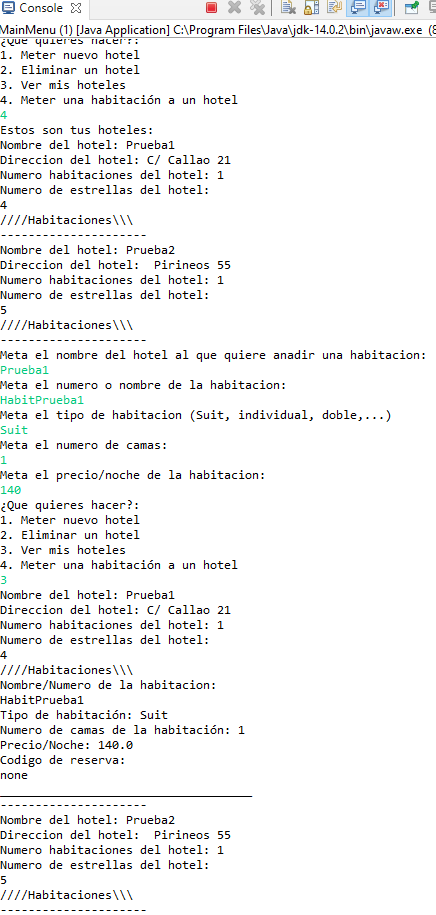 Console
MainMenu (1) [Java Application] C:\Program Files\Java\jdk-14.0.2\bin\javaw.exe (8
¿Que quieres hacer?:
1. Meter nuevo hotel
2. Eliminar un hotel
3. Ver mis hoteles
4. Meter una habitación a un hotel
4
Estos son tus hoteles:
Nombre del hotel: Prueba1
Direccion del hotel: C/ Callao 21
Numero habitaciones del hotel: 1
Numero de estrellas del hotel:
4
////Habitaciones\\\
---------------------
Nombre del hotel: Prueba2
Direccion del hotel:  Pirineos 55
Numero habitaciones del hotel: 1
Numero de estrellas del hotel:
5
////Habitaciones\\\
---------------------
Meta el nombre del hotel al que quiere anadir una habitacion:
Prueba1
Meta el numero o nombre de la habitacion:
HabitPrueba1
Meta el tipo de habitacion (Suit, individual, doble,...)
Suit
Meta el numero de camas:
1
Meta el precio/noche de la habitacion:
140
¿Que quieres hacer?:
1. Meter nuevo hotel
2. Eliminar un hotel
3. Ver mis hoteles
4. Meter una habitación a un hotel
3
Nombre del hotel: Prueba1
Direccion del hotel: C/ Callao 21
Numero habitaciones del hotel: 1
Numero de estrellas del hotel:
4
////Habitaciones\\\
Nombre/Numero de la habitacion:
HabitPrueba1
Tipo de habitación: Suit
Numero de camas de la habitación: 1
Precio/Noche: 140.0
Codigo de reserva:
none
____________________________________
---------------------
Nombre del hotel: Prueba2
Direccion del hotel:  Pirineos 55
Numero habitaciones del hotel: 1
Numero de estrellas del hotel:
5
////Habitaciones\\\
---------------------